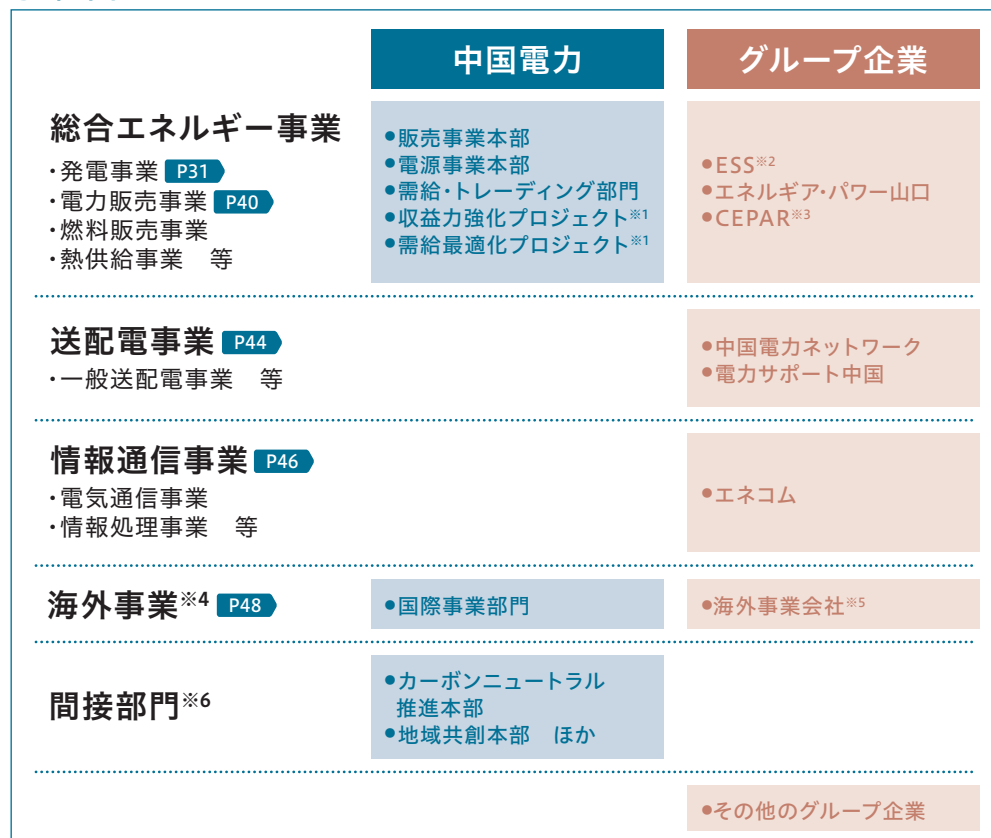 中国電力
グループ企業
総合エネルギー事業
・発電事業 P31
・電力販売事業 P40
・燃料販売事業
・熱供給事業　等
●販売事業本部
●電源事業本部
●需給・トレーディング部門
●収益力強化プロジェクト※1
●需給最適化プロジェクト※1
●ESS※2
●エネルギア・パワー山口
●CEPAR※3
送配電事業 P44
・一般送配電事業　等
●中国電力ネットワーク
●電力サポート中国
情報通信事業 P46
・電気通信事業
・情報処理事業　等
●エネコム
海外事業※4 P48
●国際事業部門
●海外事業会社※5
間接部門※6
●カーボンニュートラル
推進本部
●地域共創本部　ほか
●その他のグループ企業